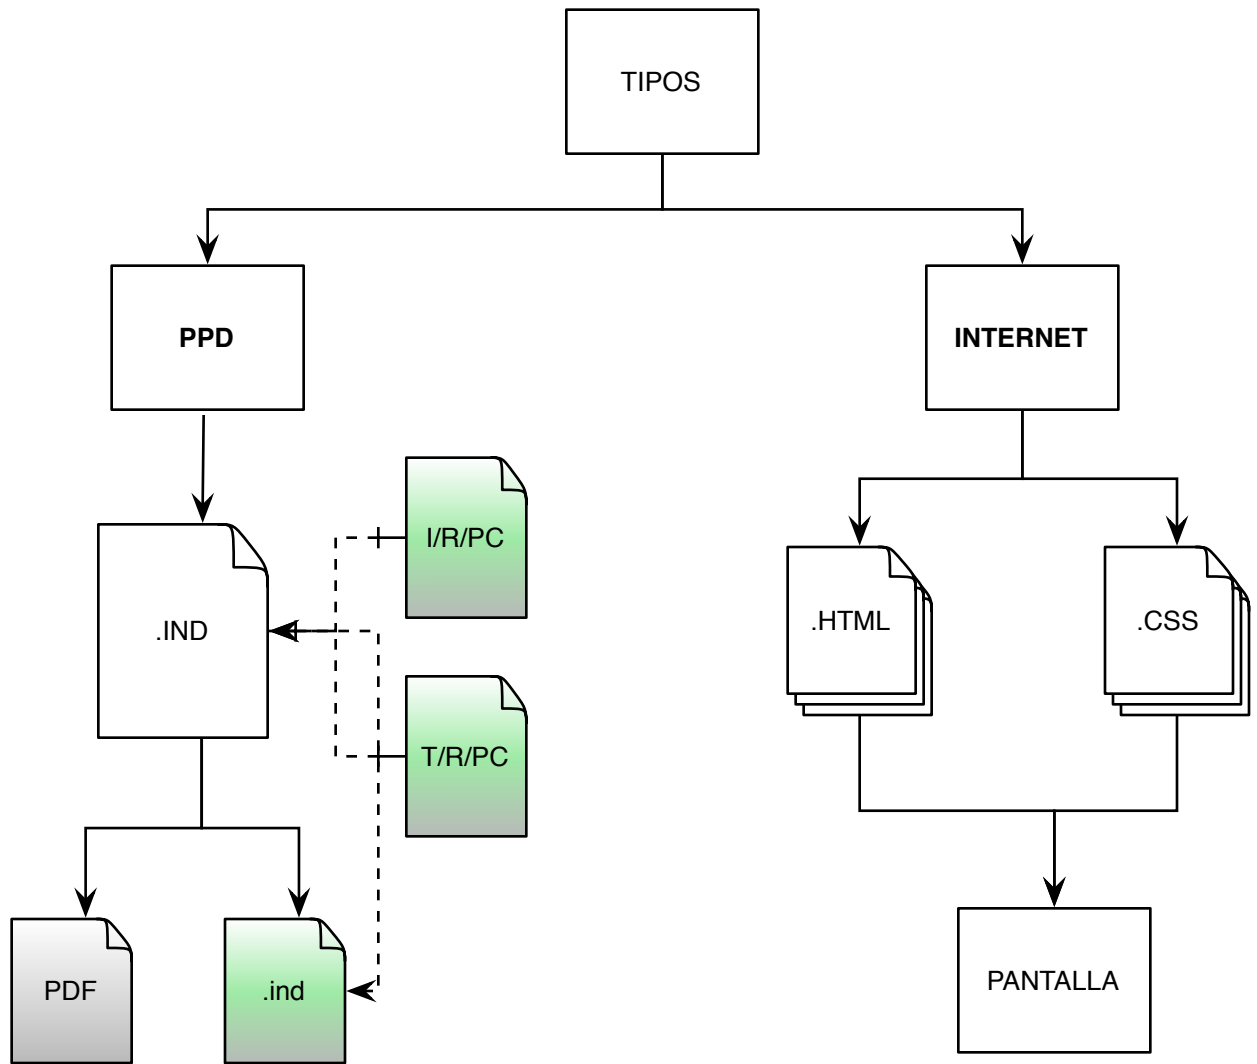 TIPOS
PPD
INTERNET
I/R/PC
.IND
.HTML
.CSS
T/R/PC
PDF
.ind
PANTALLA